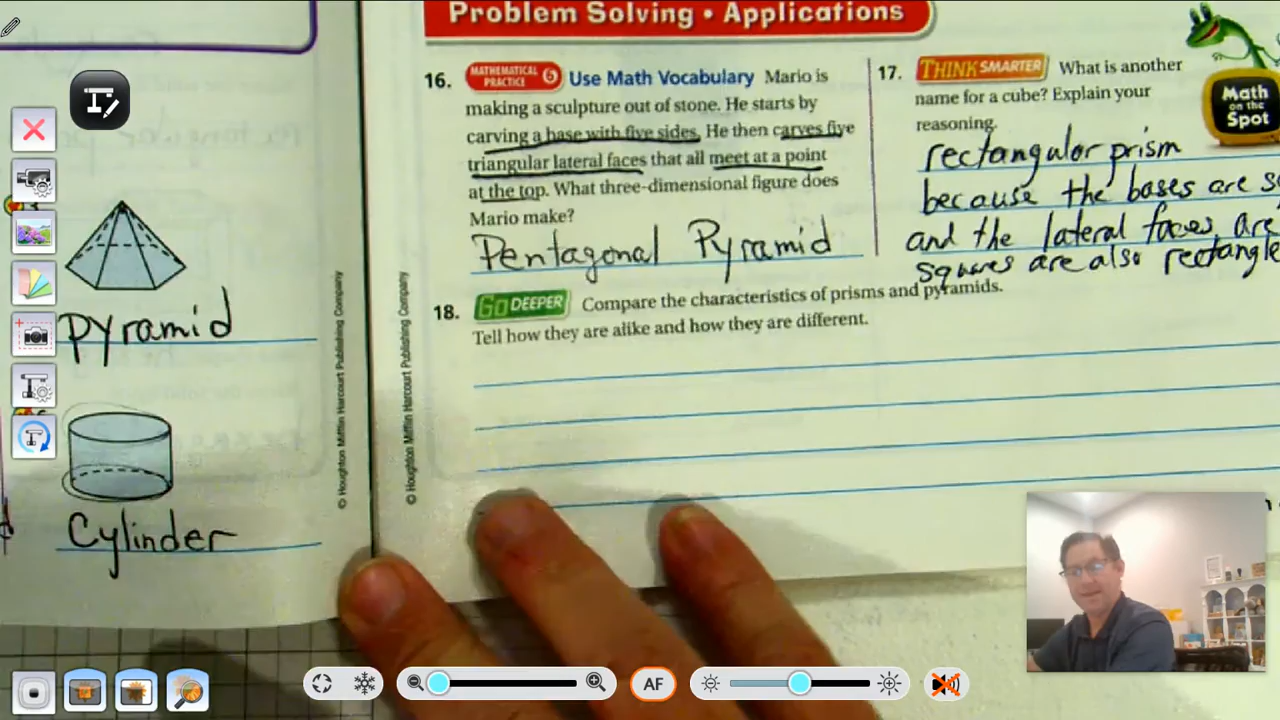 Problem Solving • Applications
16. MATHEMATICAL PRACTICE 6 Use Math Vocabulary Mario is
making a sculpture out of stone. He starts by
carving a base with five sides. He then carves five
triangular lateral faces that all meet at a point
at the top. What three-dimensional figure does
Mario make?
Pentagonal Pyramid
17. THINK SMARTER What is another
name for a cube? Explain your
reasoning.
Math
on the
Spot
rectangular prism
because the bases are
and the lateral faces are
squares are also rectangle
18. GO DEEPER Compare the characteristics of prisms and pyramids.
Tell how they are alike and how they are different.
pyramid
Cylinder
© Houghton Mifflin Harcourt Publishing Company
© Houghton Mifflin Harcourt Publishing Company
AF